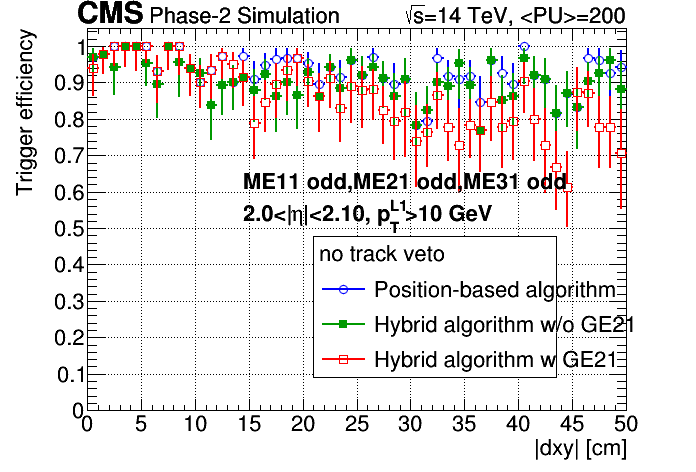 CMS Phase-2 Simulation √s=14 TeV, <PU>=200
Trigger efficiency
1
0.9
0.8
0.7
0.6
0.5
0.4
0.3
0.2
0.1
0
ME11 odd,ME21 odd,ME31 odd
2.0<|η|<2.10, p_T^L1>10 GeV
no track veto
Position-based algorithm
Hybrid algorithm w/o GE21
Hybrid algorithm w GE21
0 5 10 15 20 25 30 35 40 45 50
|dxy| [cm]